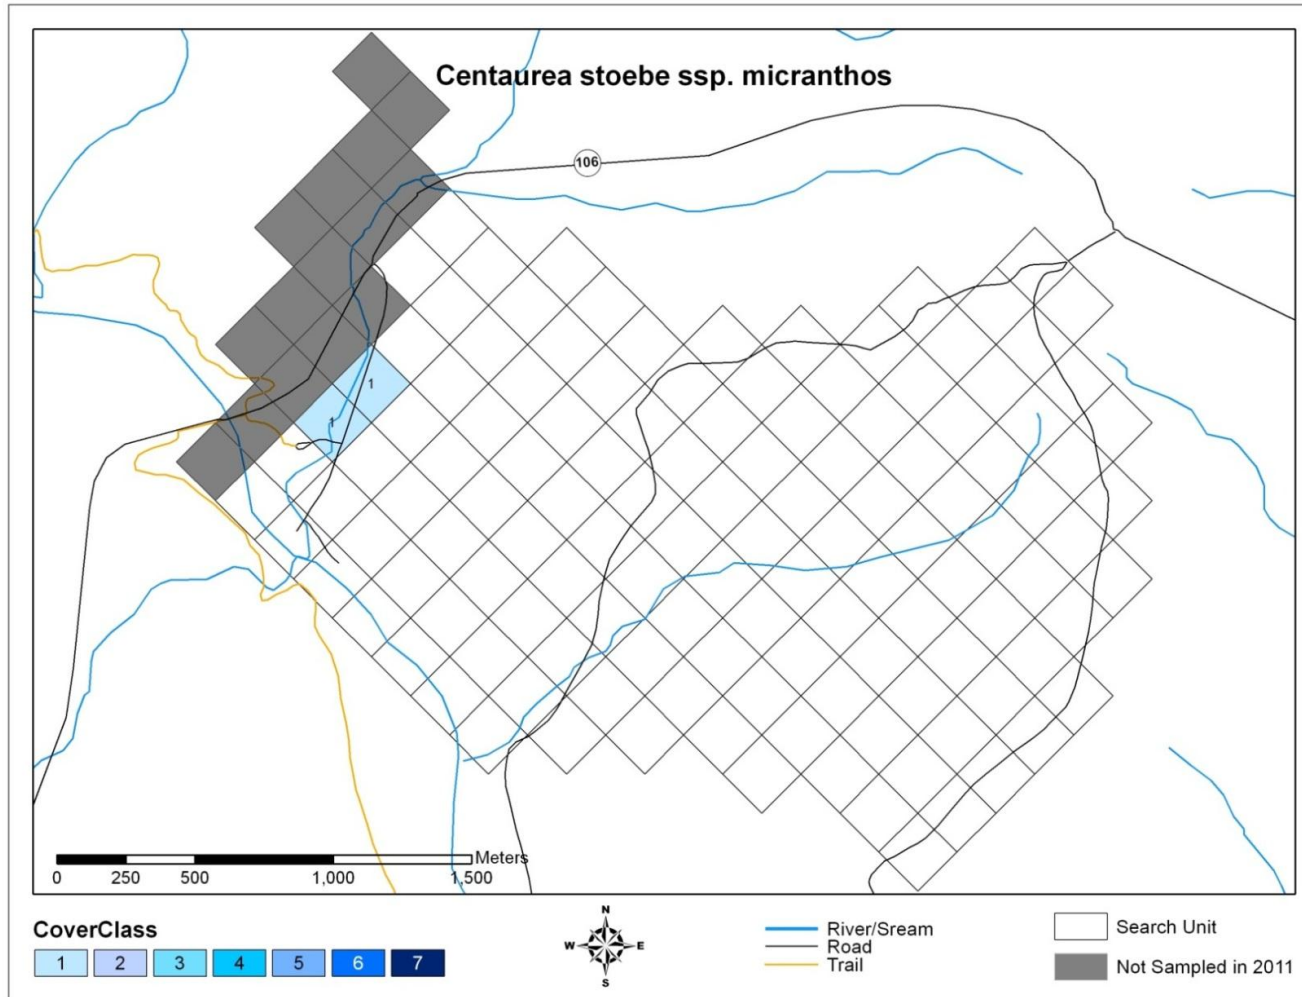 Centaurea stoebe ssp. micranthos
106
1
1
Meters
0 250 500 1,000 1,500
CoverClass
1 2 3 4 5 6 7
N
W E
S
River/Sream
Road
Trail
Search Unit
Not Sampled in 2011